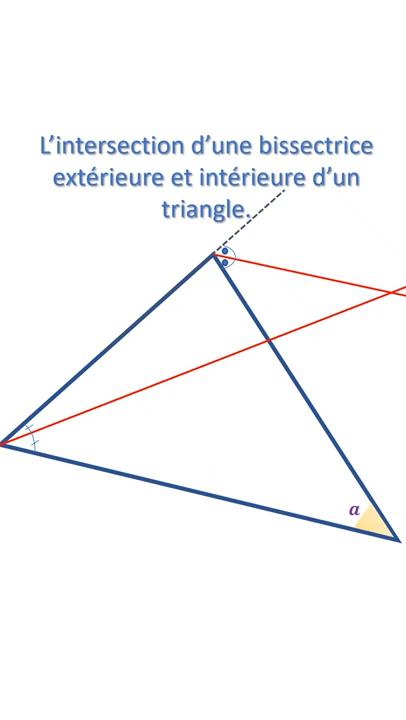 L'intersection d'une bissectrice
extérieure et intérieure d'un
triangle.
a